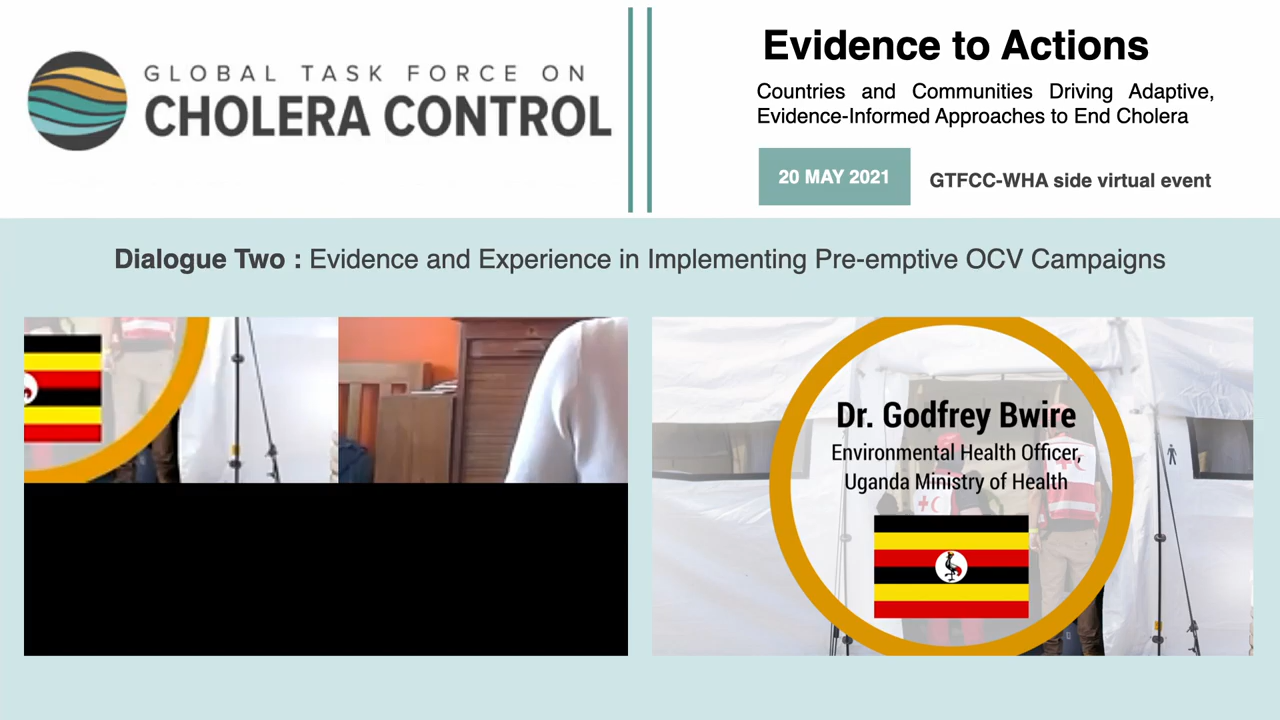 GLOBAL TASK FORCE ON
CHOLERA CONTROL
Evidence to Actions
Countries and Communities Driving Adaptive,
Evidence-Informed Approaches to End Cholera
20 MAY 2021
GTFCC-WHA side virtual event
Dialogue Two : Evidence and Experience in Implementing Pre-emptive OCV Campaigns
Dr. Godfrey Bwire
Environmental Health Officer,
Uganda Ministry of Health